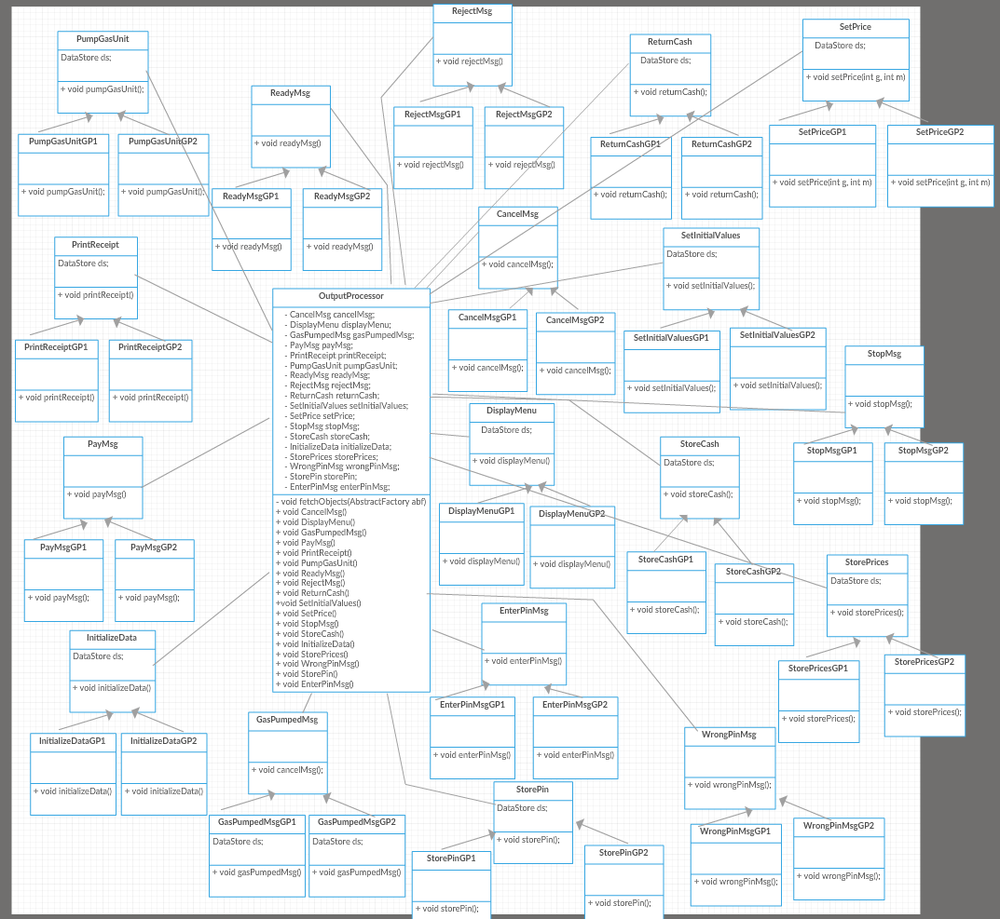 RejectMsg
+ void rejectMsg()
RejectMsgGP1
+ void rejectMsg()
RejectMsgGP2
+ void rejectMsg()
PumpGasUnit
DataStore ds;
+ void pumpGasUnit();
PumpGasUnitGP1
+ void pumpGasUnit();
PumpGasUnitGP2
+ void pumpGasUnit();
ReadyMsg
+ void readyMsg()
ReadyMsgGP1
+ void readyMsg()
ReadyMsgGP2
+ void readyMsg()
ReturnCash
DataStore ds;
+ void returnCash();
ReturnCashGP1
+ void returnCash();
ReturnCashGP2
+ void returnCash();
SetPrice
DataStore ds;
+ void setPrice(int g, int m)
SetPriceGP1
+ void setPrice(int g, int m)
SetPriceGP2
+ void setPrice(int g, int m)
PrintReceipt
DataStore ds;
+ void printReceipt()
PrintReceiptGP1
+ void printReceipt()
PrintReceiptGP2
+ void printReceipt()
CancelMsg
+ void cancelMsg();
CancelMsgGP1
+ void cancelMsg();
CancelMsgGP2
+ void cancelMsg();
SetInitialValues
DataStore ds;
+ void setInitialValues();
SetInitialValuesGP1
+ void setInitialValues();
SetInitialValuesGP2
+ void setInitialValues();
OutputProcessor
- CancelMsg cancelMsg;
- DisplayMenu displayMenu;
- GasPumpedMsg gasPumpedMsg;
- PayMsg payMsg;
- PrintReceipt printReceipt;
- PumpGasUnit pumpGasUnit;
- ReadyMsg readyMsg;
- RejectMsg rejectMsg;
- ReturnCash returnCash;
- SetInitialValues setInitialValues;
- SetPrice setPrice;
- StopMsg stopMsg;
- StoreCash storeCash;
- InitializeData initializeData;
- StorePrices storePrices;
- WrongPinMsg wrongPinMsg;
- StorePin storePin;
- EnterPinMsg enterPinMsg;
- void fetchObjects(AbstractFactory abf)
+ void CancelMsg()
+ void DisplayMenu()
+ void GasPumpedMsg()
+ void PayMsg()
+ void PrintReceipt()
+ void PumpGasUnit()
+ void ReadyMsg()
+ void RejectMsg()
+ void ReturnCash()
+void SetInitialValues()
+ void SetPrice()
+ void StopMsg()
+ void StoreCash()
+ void InitializeData()
+ void StorePrices()
+ void WrongPinMsg()
+ void StorePin()
+ void EnterPinMsg()
StopMsg
+ void stopMsg();
StopMsgGP1
+ void stopMsg();
StopMsgGP2
+ void stopMsg();
DisplayMenu
DataStore ds;
+ void displayMenu()
DisplayMenuGP1
+ void displayMenu()
DisplayMenuGP2
+ void displayMenu()
PayMsg
+ void payMsg()
PayMsgGP1
+ void payMsg();
PayMsgGP2
+ void payMsg();
StoreCash
DataStore ds;
+ void storeCash();
StoreCashGP1
+ void storeCash();
StoreCashGP2
+ void storeCash();
StorePrices
DataStore ds;
+ void storePrices();
StorePricesGP1
+ void storePrices();
StorePricesGP2
+ void storePrices();
InitializeData
DataStore ds;
+ void initializeData()
InitializeDataGP1
+ void initializeData()
InitializeDataGP2
+ void initializeData()
EnterPinMsg
+ void enterPinMsg()
EnterPinMsgGP1
+ void enterPinMsg()
EnterPinMsgGP2
+ void enterPinMsg()
GasPumpedMsg
+ void cancelMsg();
GasPumpedMsgGP1
DataStore ds;
+ void gasPumpedMsg()
GasPumpedMsgGP2
DataStore ds;
+ void gasPumpedMsg()
StorePin
DataStore ds;
+ void storePin();
StorePinGP1
+ void storePin();
StorePinGP2
+ void storePin();
WrongPinMsg
+ void wrongPinMsg();
WrongPinMsgGP1
+ void wrongPinMsg();
WrongPinMsgGP2
+ void wrongPinMsg();